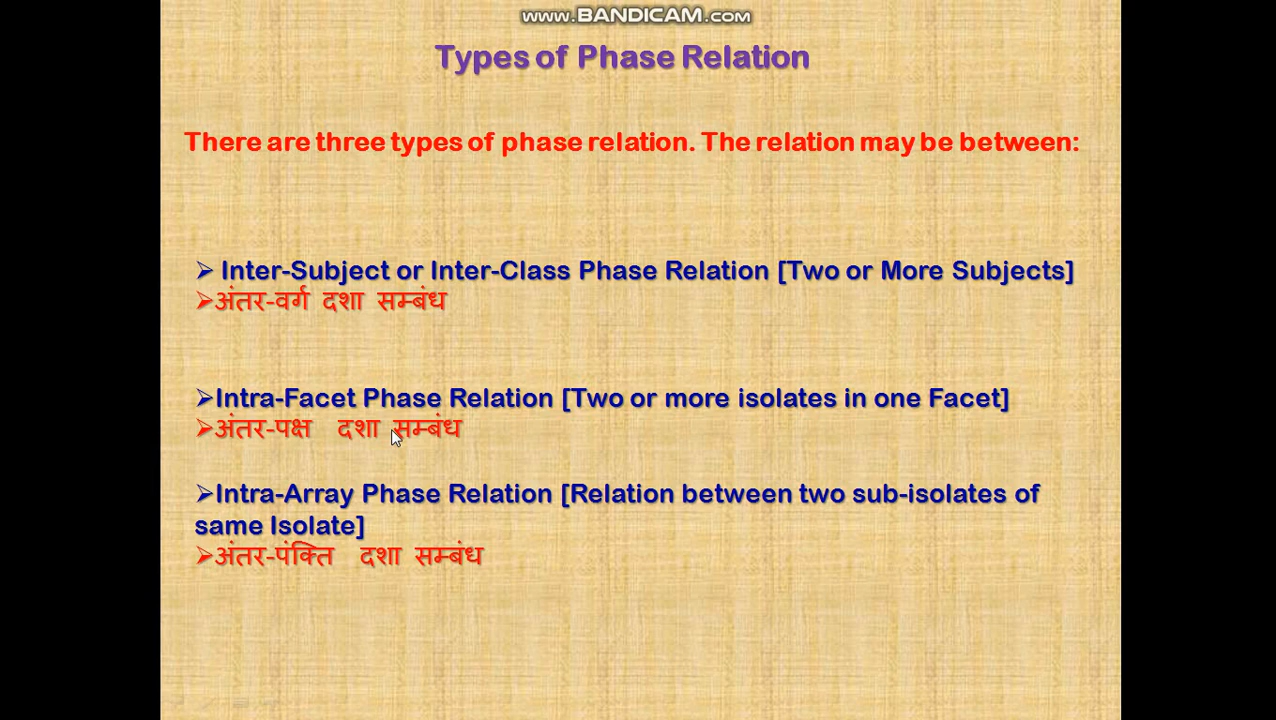 www.BANDICAM.com
Types of Phase Relation
There are three types of phase relation. The relation may be between:
➢ Inter-Subject or Inter-Class Phase Relation [Two or More Subjects]
➢अंतर-वर्ग दशा सम्बंध
➢Intra-Facet Phase Relation [Two or more isolates in one Facet]
➢अंतर-पक्ष दशा सम्बंध
➢Intra-Array Phase Relation [Relation between two sub-isolates of
same Isolate]
➢अंतर-पंक्ति दशा सम्बंध